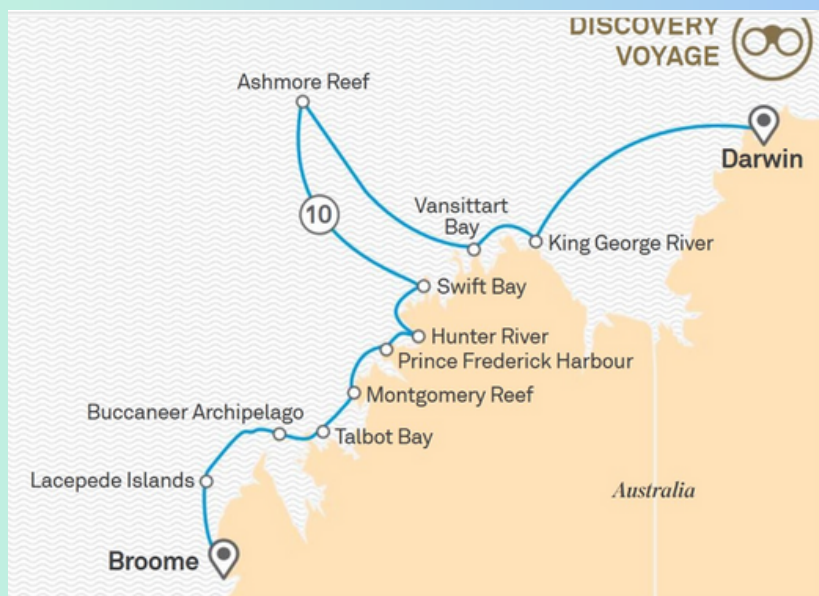 DISCOVERY
VOYAGE
Ashmore Reef
Darwin
Vansittart
Bay
10
King George River
Swift Bay
Hunter River
Prince Frederick Harbour
Montgomery Reef
Buccaneer Archipelago
Talbot Bay
Lacepede Islands
Australia
Broome